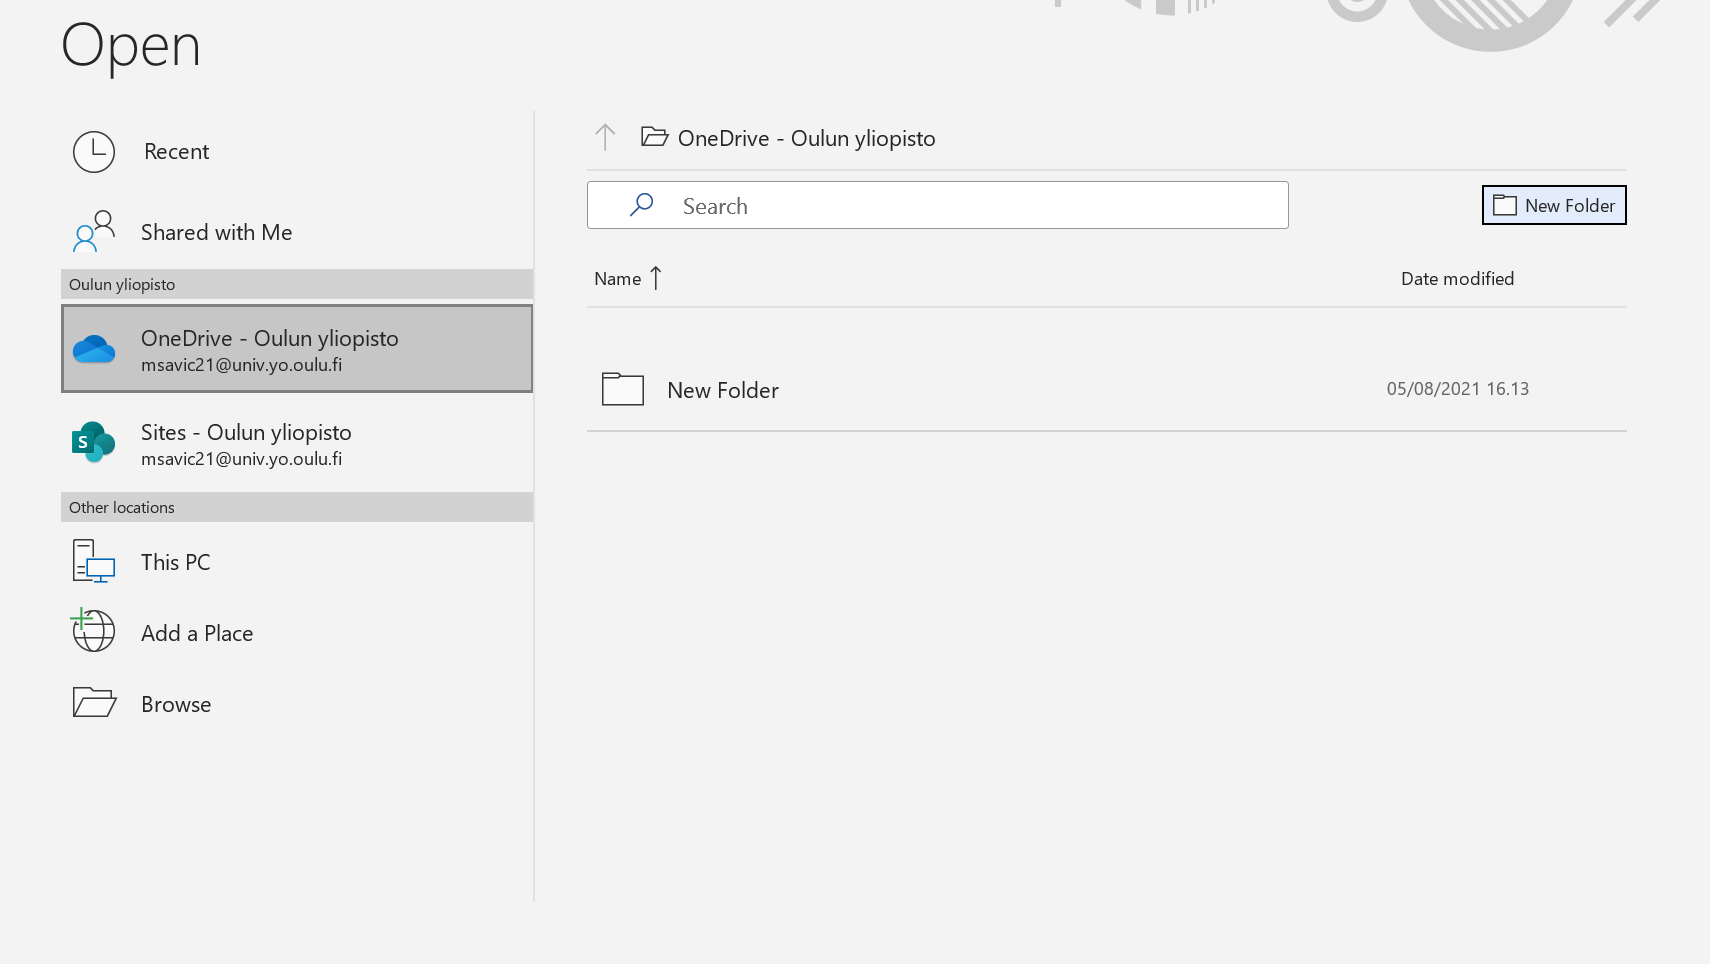 Open
Recent
Shared with Me
Oulun yliopisto
OneDrive - Oulun yliopisto
msavic21@univ.yo.oulu.fi
S
Sites - Oulun yliopisto
msavic21@univ.yo.oulu.fi
Other locations
This PC
Add a Place
Browse
OneDrive - Oulun yliopisto
Search
New Folder
Name Date modified
New Folder 05/08/2021 16.13